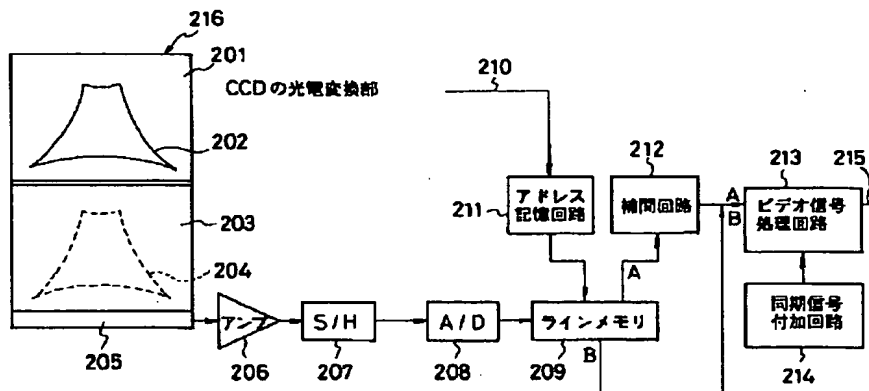 216
201
CCDの光電変換部
202
203
204
205
アンプ
206
S/H
207
A/D
208
ラインメモリ
209
210
アドレス
記憶回路
211
212
補間回路
A
B
A
B
213
ビデオ信号
処理回路
215
同期信号
付加回路
214